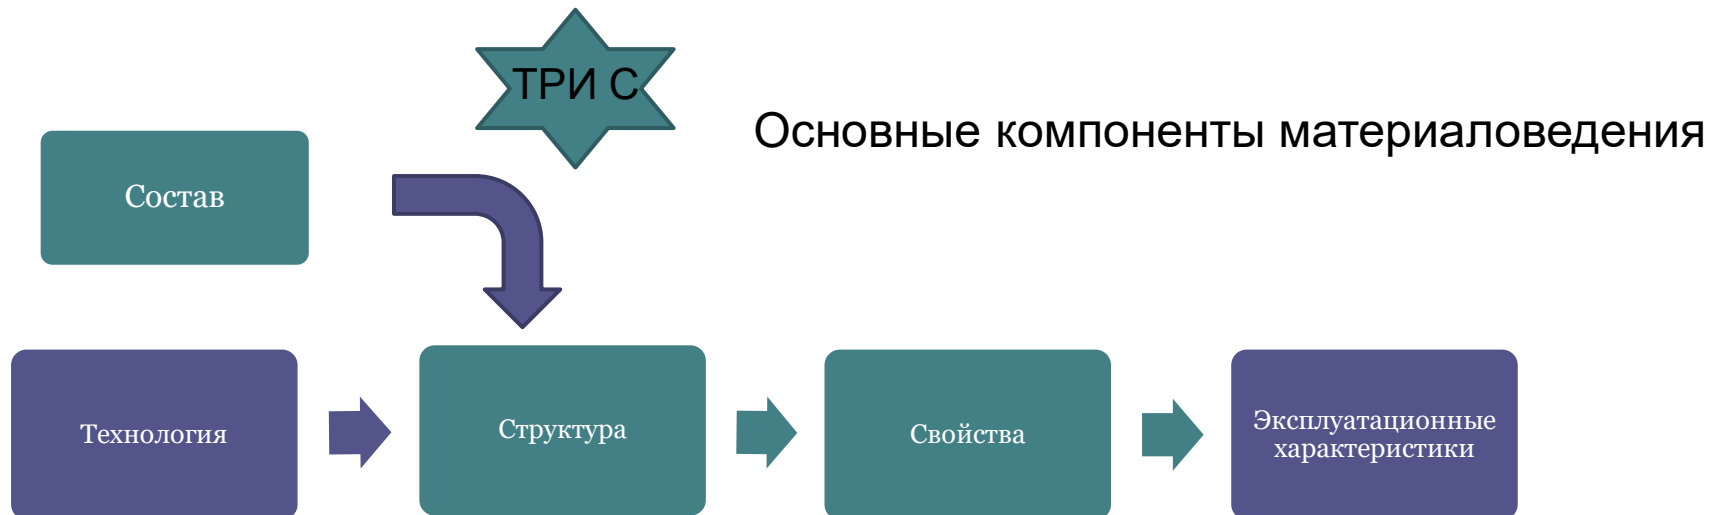 ТРИ С
Основные компоненты материаловедения
Состав
Технология
Структура
Свойства
Эксплуатационные
характеристики